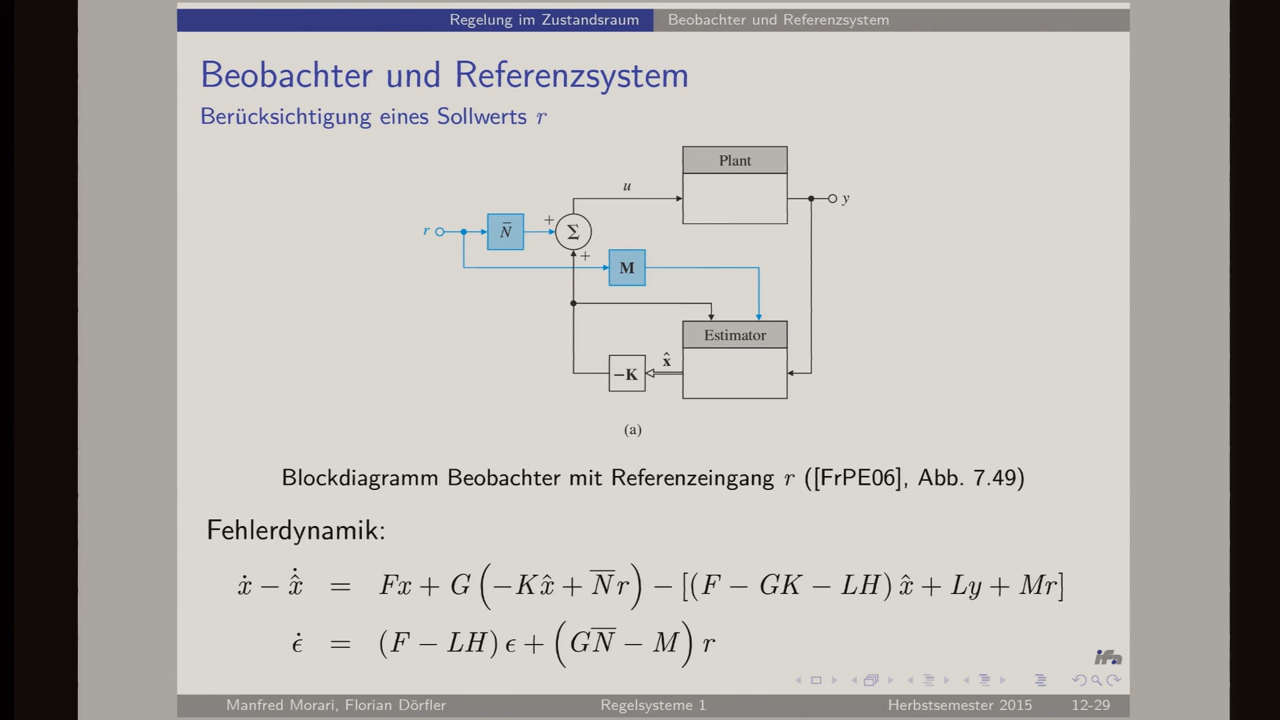 Regelung im Zustandsraum Beobachter und Referenzsystem
Beobachter und Referenzsystem
Berücksichtigung eines Sollwerts r
Plant
u
y
r
N̄
+
Σ
+
M
Estimator
x̂
−K
(a)
Blockdiagramm Beobachter mit Referenzeingang r ([FrPE06], Abb. 7.49)
Fehlerdynamik:
ẋ − x̂̇ = Fx + G(−Kx̂ + N̄r) − [(F − GK − LH) x̂ + Ly + Mr]
ϵ̇ = (F − LH) ϵ + (GN̄ − M) r
ifa
Manfred Morari, Florian Dörfler Regelsysteme 1 Herbstsemester 2015 12-29